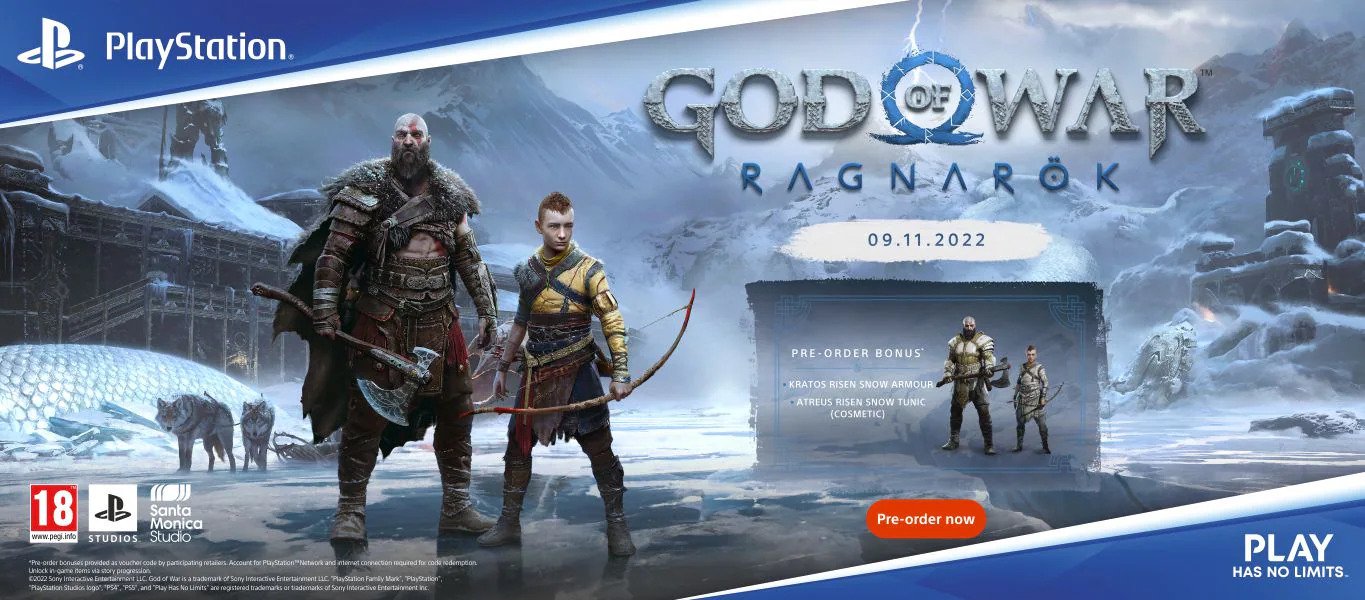 PlayStation®
GOD OF WAR™
RAGNARÖK
09.11.2022
PRE-ORDER BONUS*
• KRATOS RISEN SNOW ARMOUR
• ATREUS RISEN SNOW TUNIC
(COSMETIC)
Pre-order now
18
www.pegi.info
STUDIOS
Santa
Monica
Studio
*Pre-order bonuses provided as voucher code by participating retailers. Account for PlayStation™Network and internet connection required for code redemption.
Unlock in-game items via story progression.
©2022 Sony Interactive Entertainment LLC. God of War is a trademark of Sony Interactive Entertainment LLC. "PlayStation Family Mark", "PlayStation",
"PlayStation Studios logo", "PS4", "PS5", and "Play Has No Limits" are registered trademarks or trademarks of Sony Interactive Entertainment Inc.
PLAY
HAS NO LIMITS™